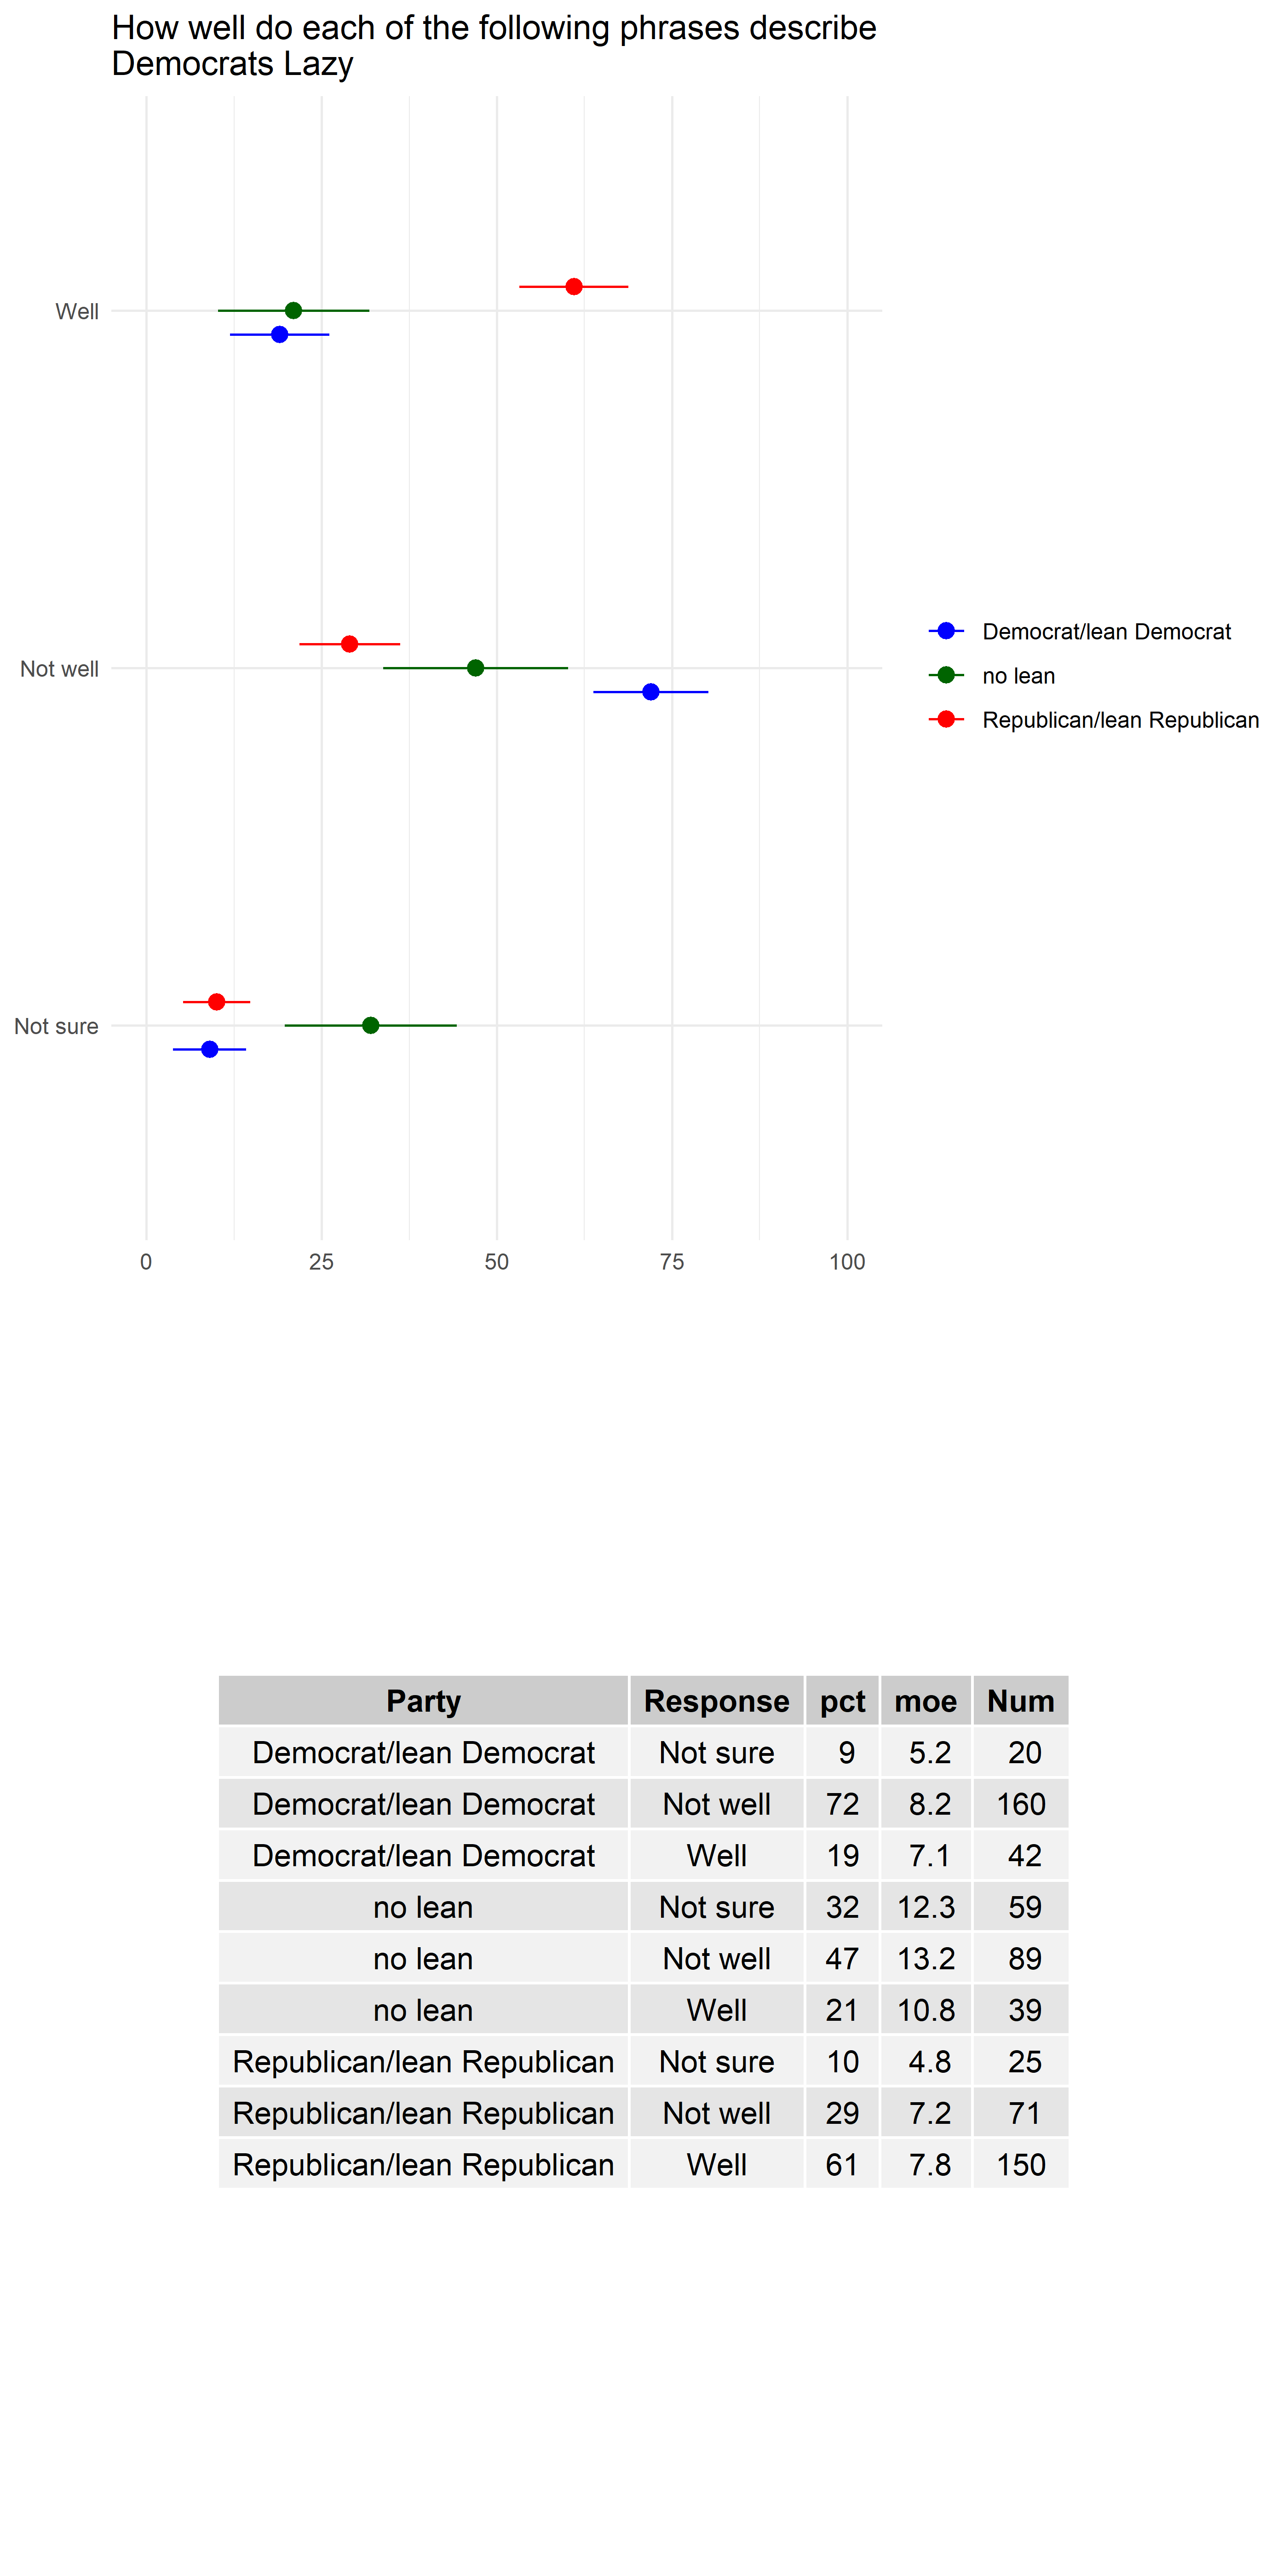 How well do each of the following phrases describe
Democrats Lazy
Well
Not well
Not sure
0 25 50 75 100
Democrat/lean Democrat
no lean
Republican/lean Republican
Party Response pct moe Num
Democrat/lean Democrat Not sure 9 5.2 20
Democrat/lean Democrat Not well 72 8.2 160
Democrat/lean Democrat Well 19 7.1 42
no lean Not sure 32 12.3 59
no lean Not well 47 13.2 89
no lean Well 21 10.8 39
Republican/lean Republican Not sure 10 4.8 25
Republican/lean Republican Not well 29 7.2 71
Republican/lean Republican Well 61 7.8 150